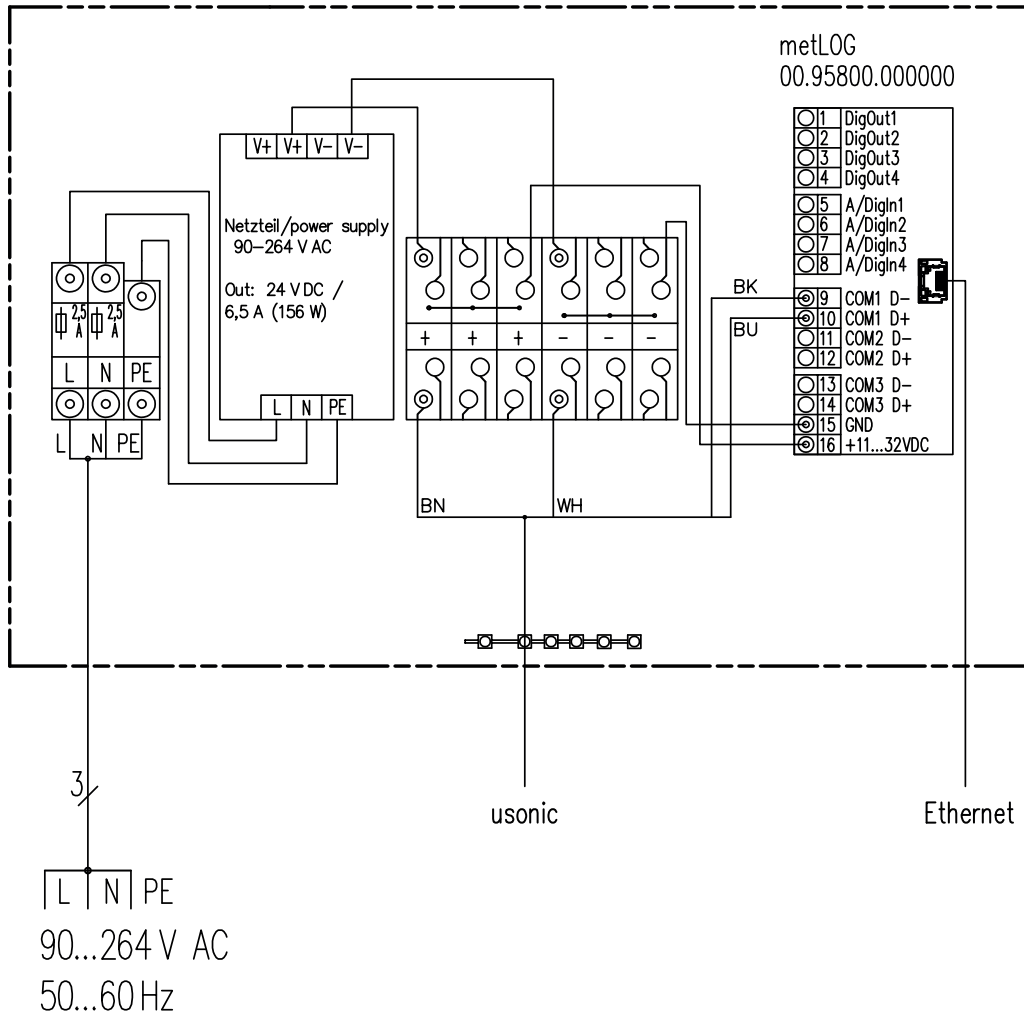 metLOG
00.95800.000000
V+ V+ V- V-
Netzteil/power supply
90-264 V AC
Out: 24 V DC /
6,5 A (156 W)
L N PE
2,5 A 2,5 A
L N PE
L N PE
+ + + - - -
1 DigOut1
2 DigOut2
3 DigOut3
4 DigOut4
5 A/DigIn1
6 A/DigIn2
7 A/DigIn3
8 A/DigIn4
9 COM1 D-
10 COM1 D+
11 COM2 D-
12 COM2 D+
13 COM3 D-
14 COM3 D+
15 GND
16 +11...32VDC
BK
BU
BN WH
3
usonic
Ethernet
L N PE
90...264 V AC
50...60 Hz